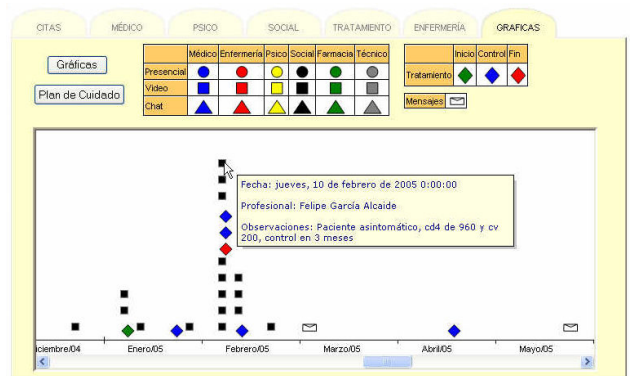 CITAS MÉDICO PSICO SOCIAL TRATAMIENTO ENFERMERÍA GRAFICAS
Gráficas
Plan de Cuidado
Médico Enfermería Psico Social Farmacia Técnico
Presencial
Video
Chat
Inicio Control Fin
Tratamiento
Mensajes
Fecha: jueves, 10 de febrero de 2005 0:00:00
Profesional: Felipe García Alcaide
Observaciones: Paciente asintomático, cd4 de 960 y cv
200, control en 3 meses
iciembre/04 Enero/05 Febrero/05 Marzo/05 Abril/05 Mayo/05